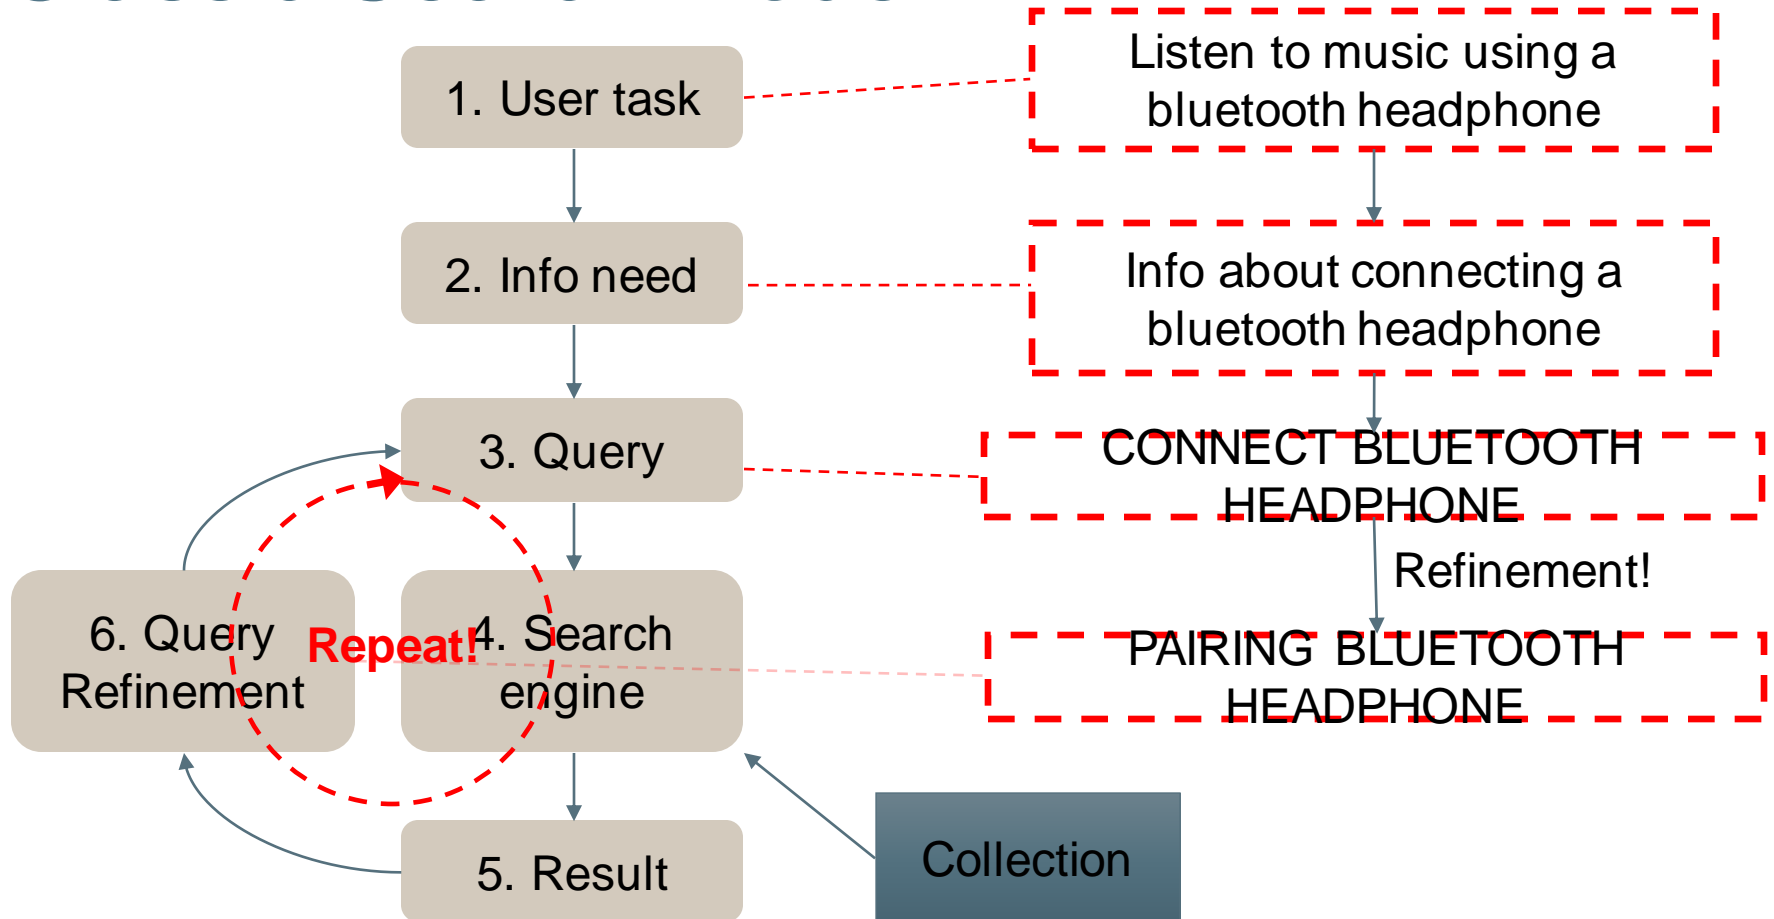 1. User task
Listen to music using a
bluetooth headphone
2. Info need
Info about connecting a
bluetooth headphone
3. Query
CONNECT BLUETOOTH
HEADPHONE
Refinement!
6. Query
Refinement
Repeat!
4. Search
engine
PAIRING BLUETOOTH
HEADPHONE
5. Result
Collection